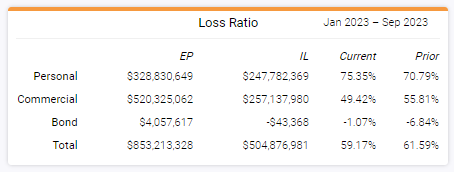 Loss Ratio Jan 2023 – Sep 2023
EP IL Current Prior
Personal $328,830,649 $247,782,369 75.35% 70.79%
Commercial $520,325,062 $257,137,980 49.42% 55.81%
Bond $4,057,617 -$43,368 -1.07% -6.84%
Total $853,213,328 $504,876,981 59.17% 61.59%